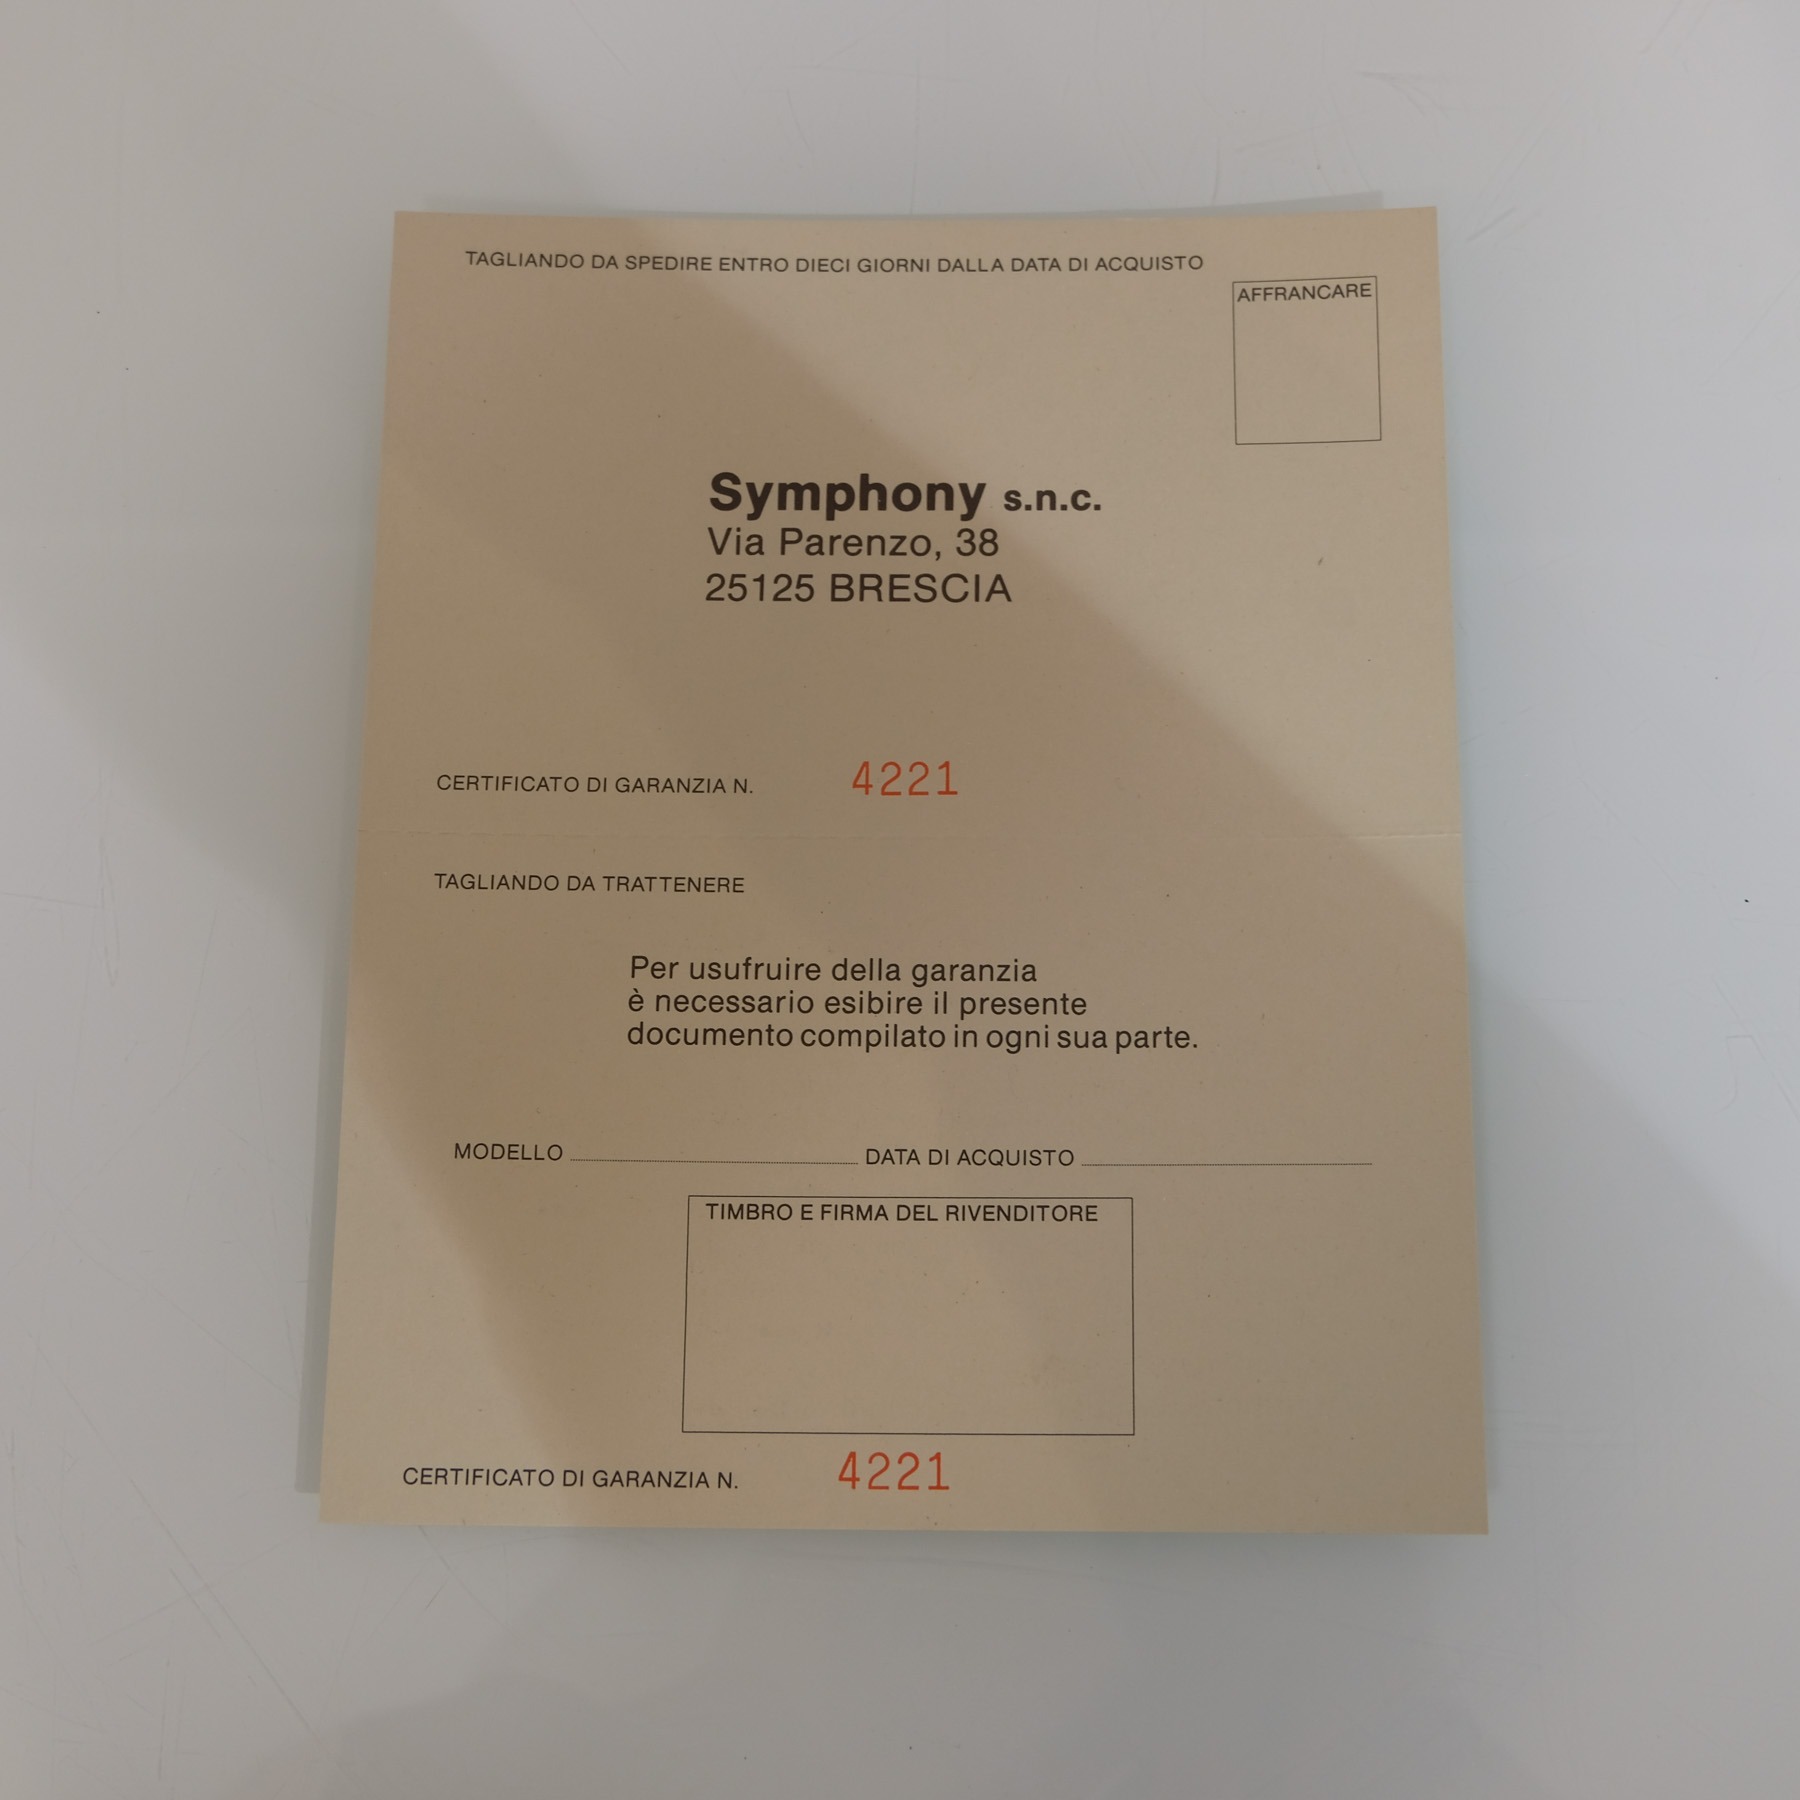 TAGLIANDO DA SPEDIRE ENTRO DIECI GIORNI DALLA DATA DI ACQUISTO
AFFRANCARE
Symphony s.n.c.
Via Parenzo, 38
25125 BRESCIA
CERTIFICATO DI GARANZIA N. 4221
TAGLIANDO DA TRATTENERE
Per usufruire della garanzia
è necessario esibire il presente
documento compilato in ogni sua parte.
MODELLO DATA DI ACQUISTO
TIMBRO E FIRMA DEL RIVENDITORE
CERTIFICATO DI GARANZIA N. 4221